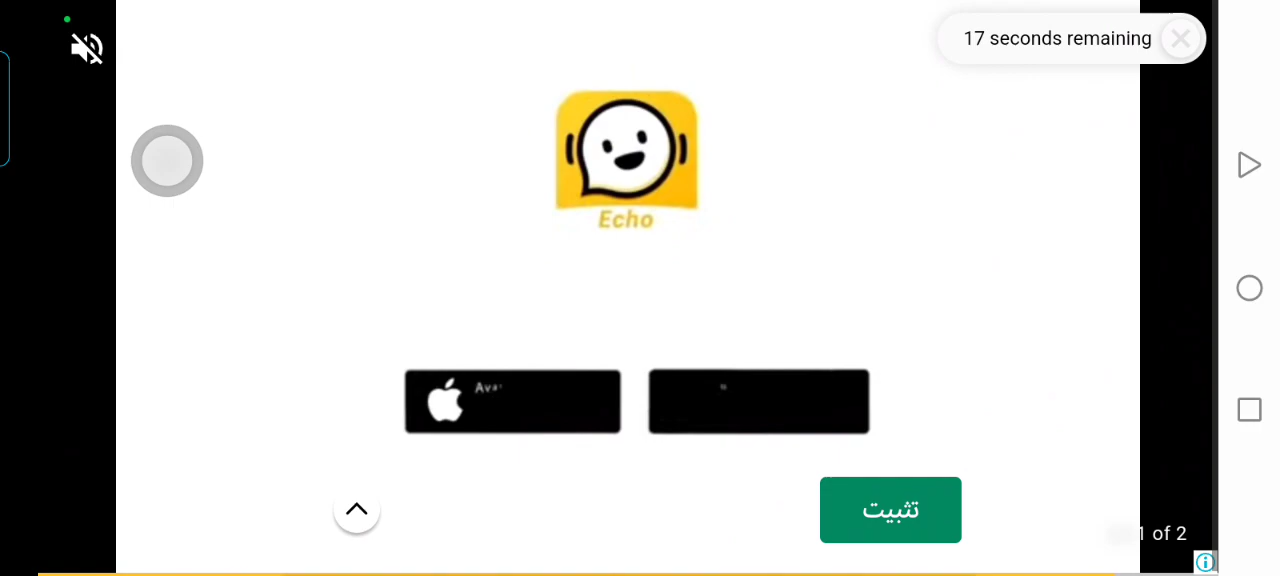 17 seconds remaining
Echo
تثبيت
1 of 2